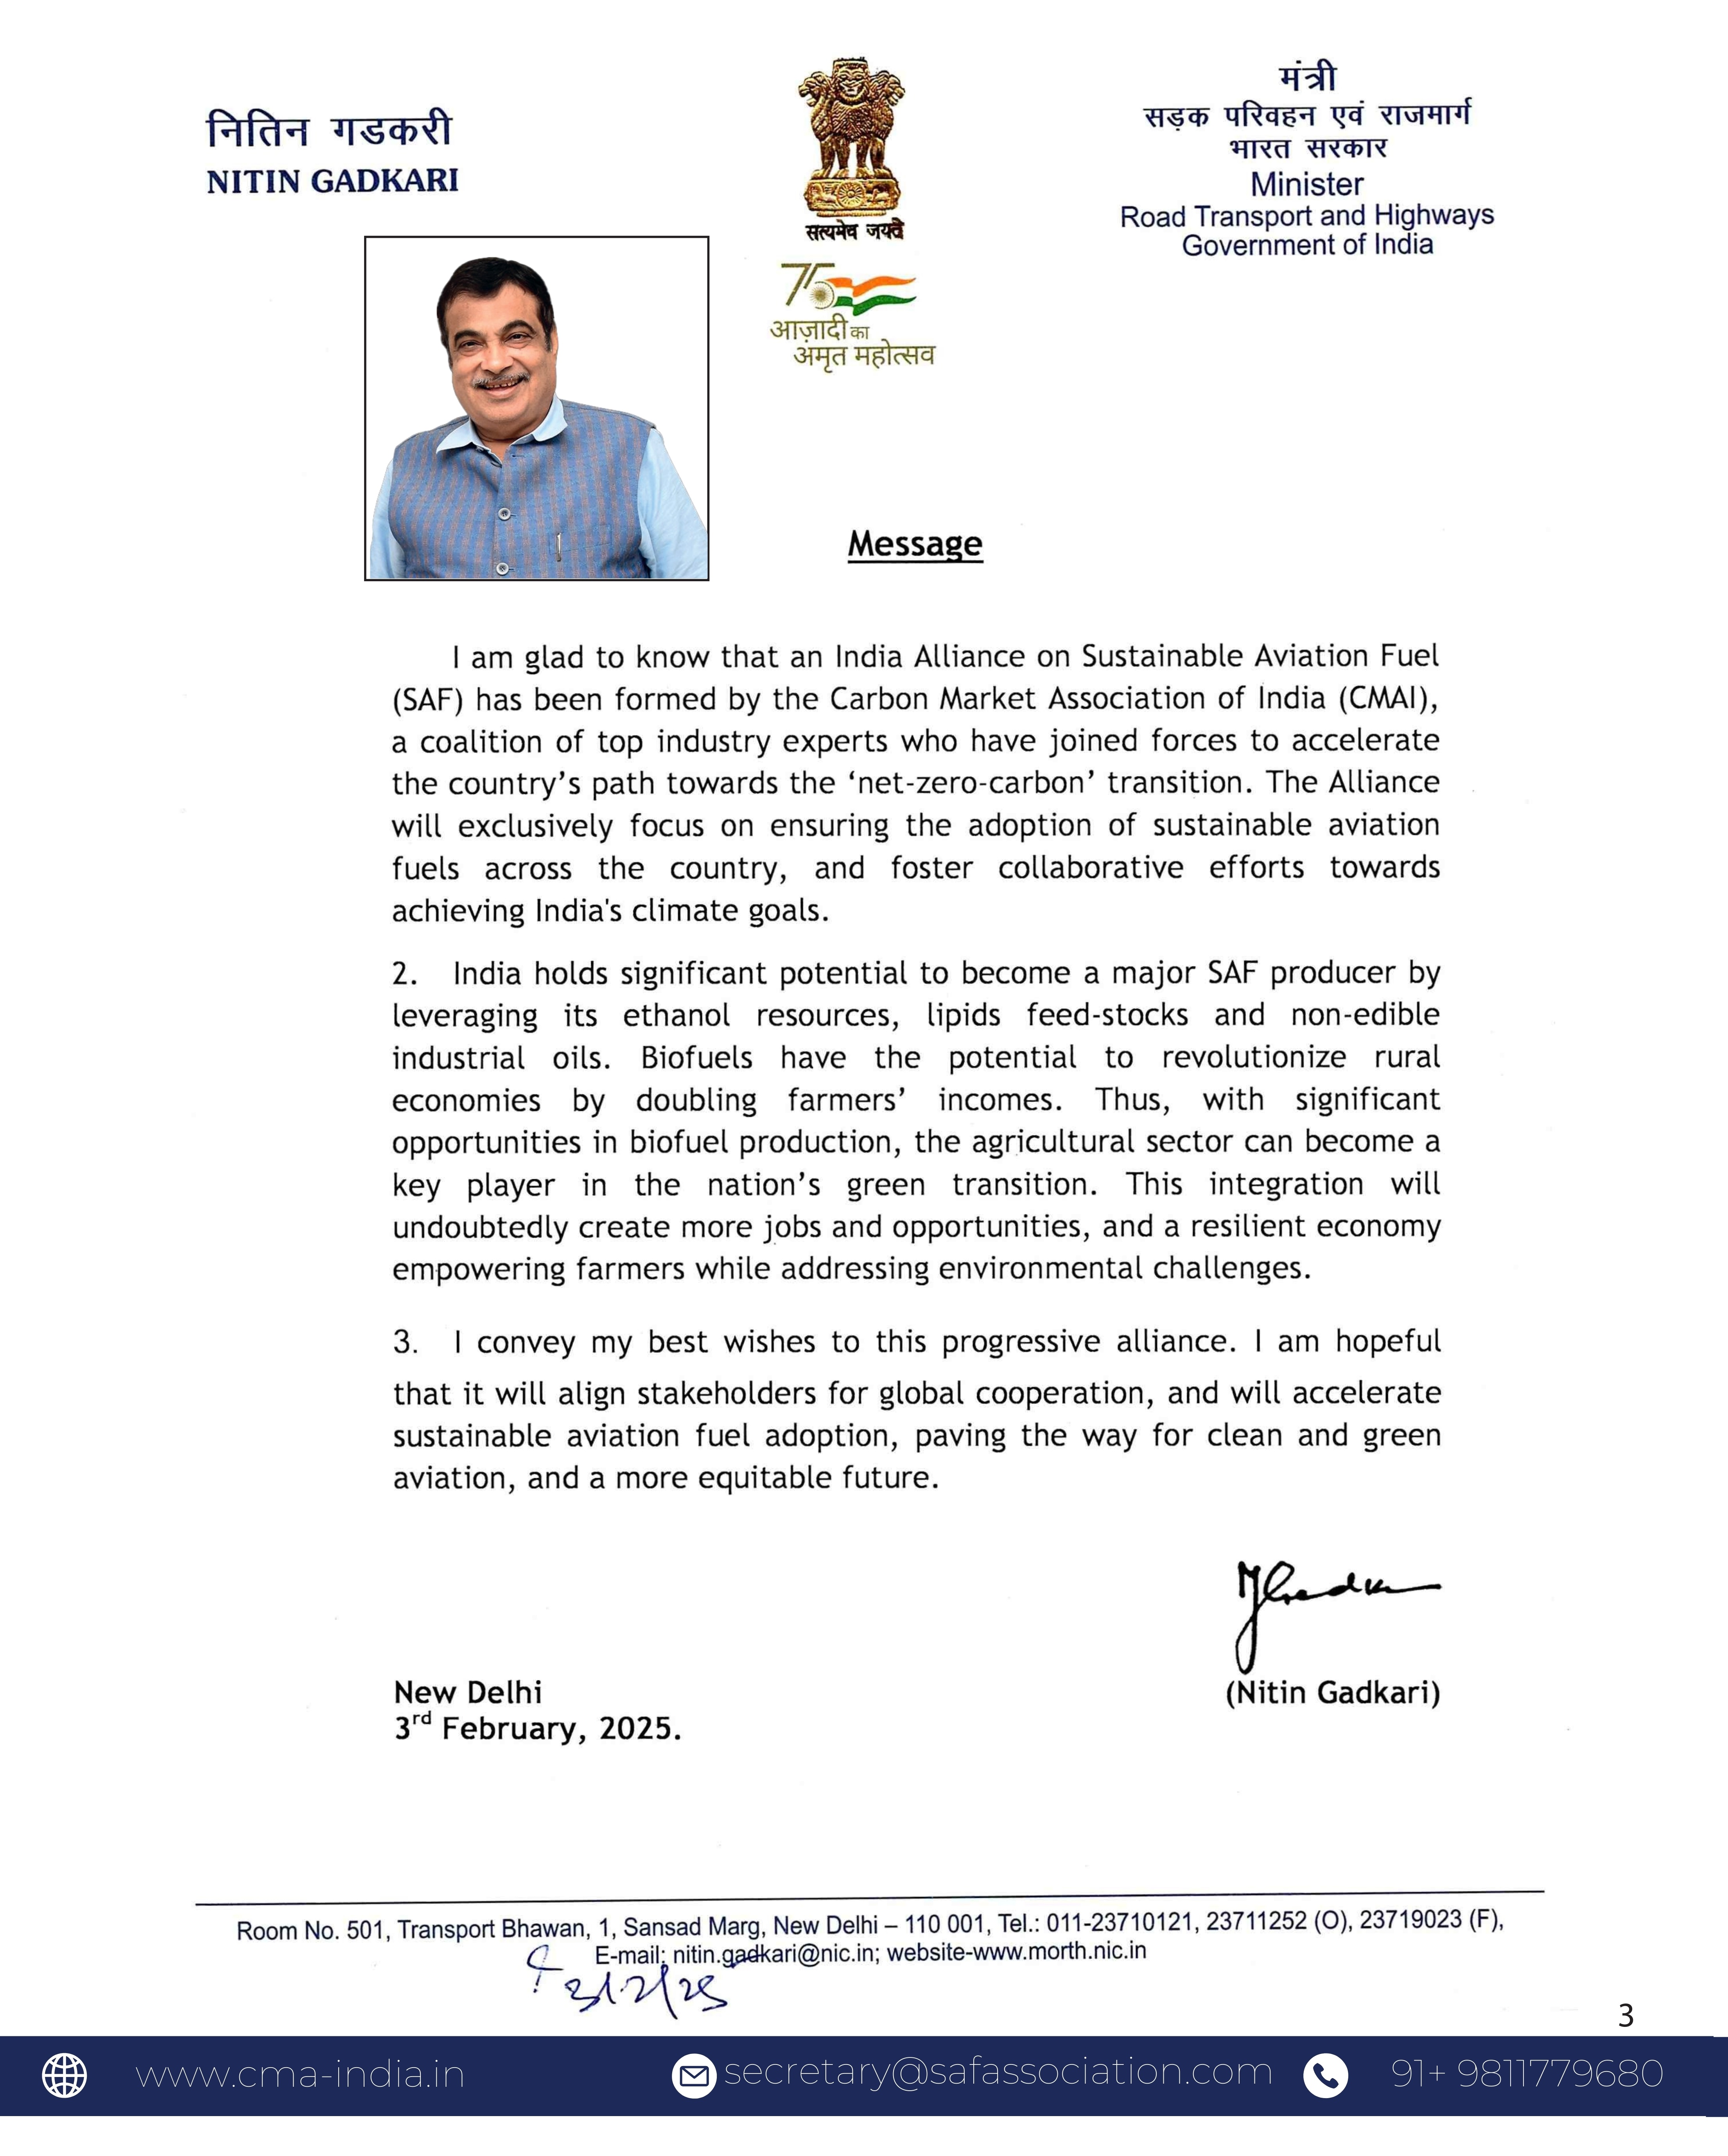 नितिन गडकरी
NITIN GADKARI
सत्यमेव जयते
75
आज़ादी का
अमृत महोत्सव
मंत्री
सड़क परिवहन एवं राजमार्ग
भारत सरकार
Minister
Road Transport and Highways
Government of India
Message
I am glad to know that an India Alliance on Sustainable Aviation Fuel
(SAF) has been formed by the Carbon Market Association of India (CMAI),
a coalition of top industry experts who have joined forces to accelerate
the country’s path towards the ‘net-zero-carbon’ transition. The Alliance
will exclusively focus on ensuring the adoption of sustainable aviation
fuels across the country, and foster collaborative efforts towards
achieving India's climate goals.
2. India holds significant potential to become a major SAF producer by
leveraging its ethanol resources, lipids feed-stocks and non-edible
industrial oils. Biofuels have the potential to revolutionize rural
economies by doubling farmers’ incomes. Thus, with significant
opportunities in biofuel production, the agricultural sector can become a
key player in the nation’s green transition. This integration will
undoubtedly create more jobs and opportunities, and a resilient economy
empowering farmers while addressing environmental challenges.
3. I convey my best wishes to this progressive alliance. I am hopeful
that it will align stakeholders for global cooperation, and will accelerate
sustainable aviation fuel adoption, paving the way for clean and green
aviation, and a more equitable future.
(Nitin Gadkari)
New Delhi
3rd February, 2025.
Room No. 501, Transport Bhawan, 1, Sansad Marg, New Delhi – 110 001, Tel.: 011-23710121, 23711252 (O), 23719023 (F),
E-mail: nitin.gadkari@nic.in; website-www.morth.nic.in
3/2/25
3
www.cma-india.in
secretary@safassociation.com
91+ 9811779680